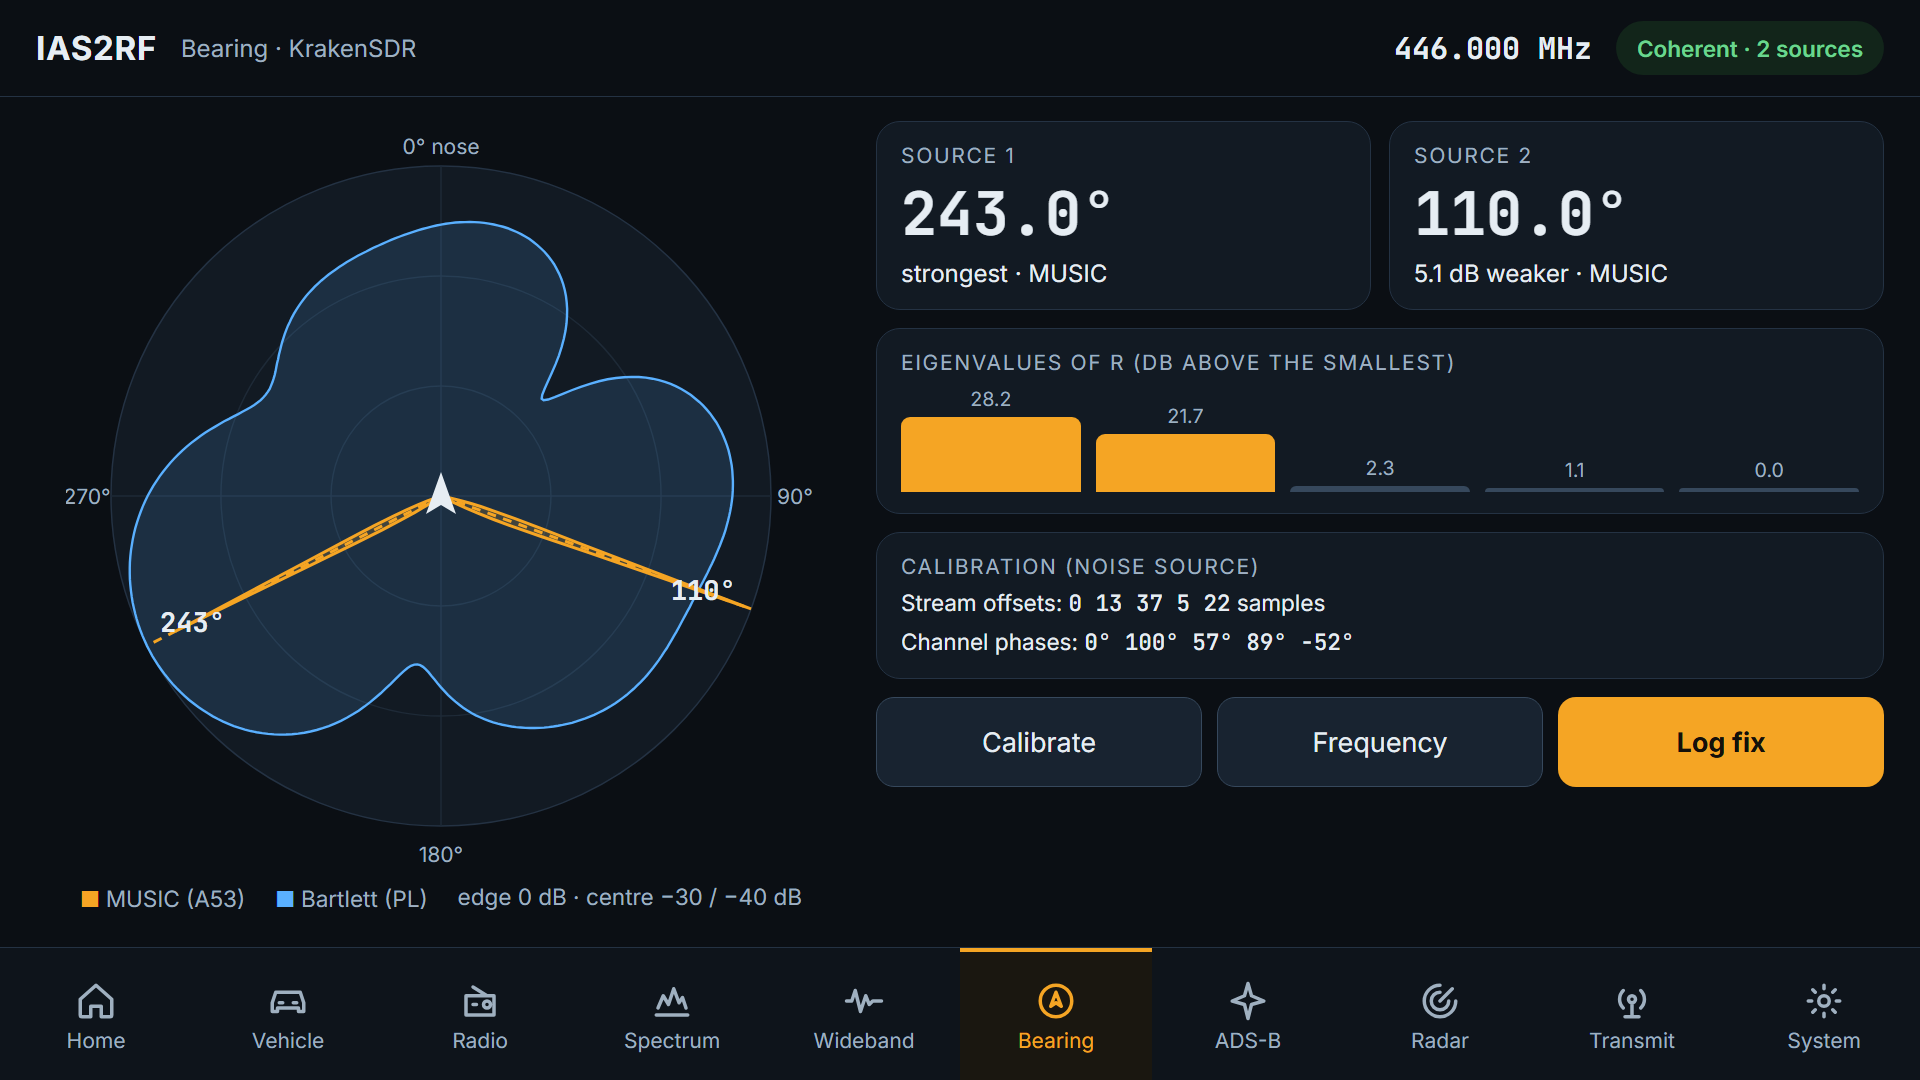 IAS2RF Bearing · KrakenSDR
446.000 MHz Coherent · 2 sources
0° nose
270°
90°
243°
110°
180°
MUSIC (A53) Bartlett (PL) edge 0 dB · centre −30 / −40 dB
SOURCE 1
243.0°
strongest · MUSIC
SOURCE 2
110.0°
5.1 dB weaker · MUSIC
EIGENVALUES OF R (DB ABOVE THE SMALLEST)
28.2 21.7 2.3 1.1 0.0
CALIBRATION (NOISE SOURCE)
Stream offsets: 0 13 37 5 22 samples
Channel phases: 0° 100° 57° 89° -52°
Calibrate Frequency Log fix
Home Vehicle Radio Spectrum Wideband Bearing ADS-B Radar Transmit System